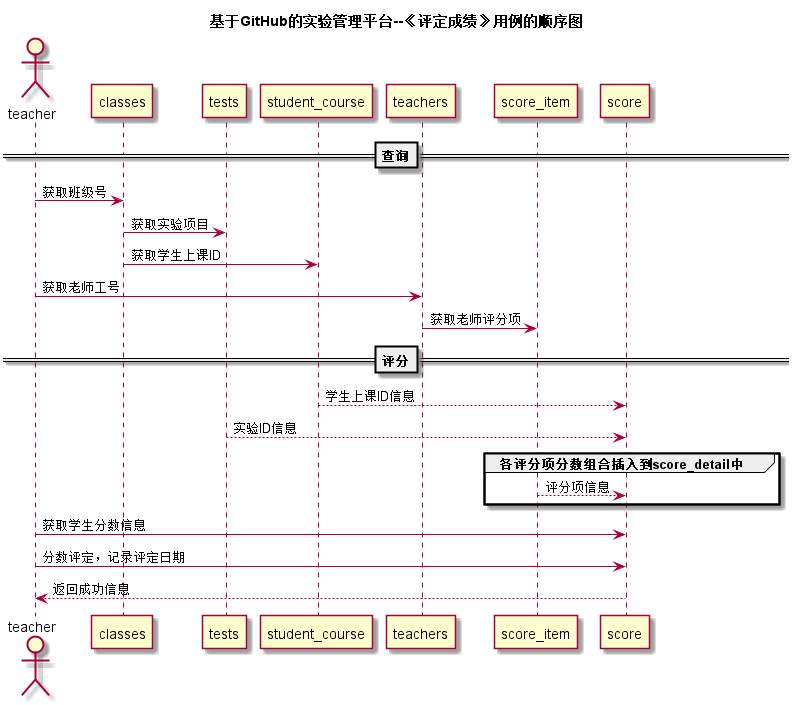 基于GitHub的实验管理平台--《评定成绩》用例的顺序图
teacher
classes
tests
student_course
teachers
score_item
score
查询
获取班级号
获取实验项目
获取学生上课ID
获取老师工号
获取老师评分项
评分
学生上课ID信息
实验ID信息
各评分项分数组合插入到score_detail中
评分项信息
获取学生分数信息
分数评定，记录评定日期
返回成功信息
teacher
classes
tests
student_course
teachers
score_item
score